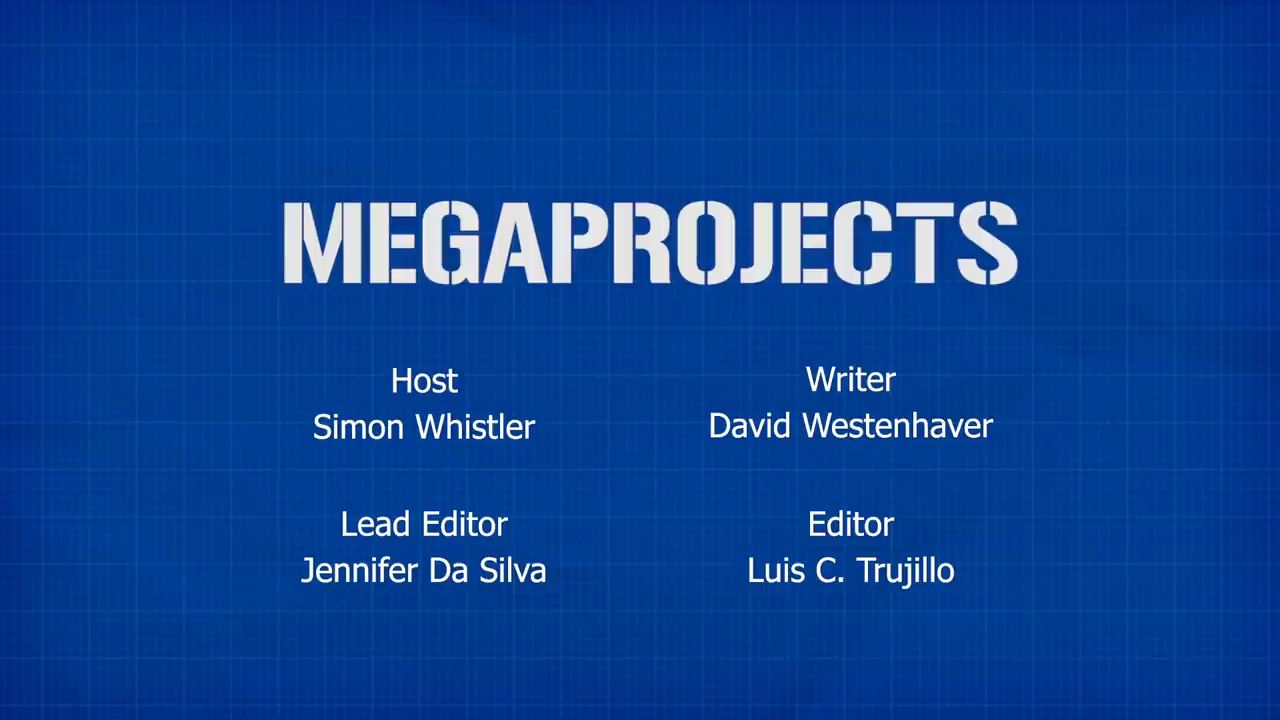 MEGAPROJECTS
Host
Simon Whistler
Writer
David Westenhaver
Lead Editor
Jennifer Da Silva
Editor
Luis C. Trujillo